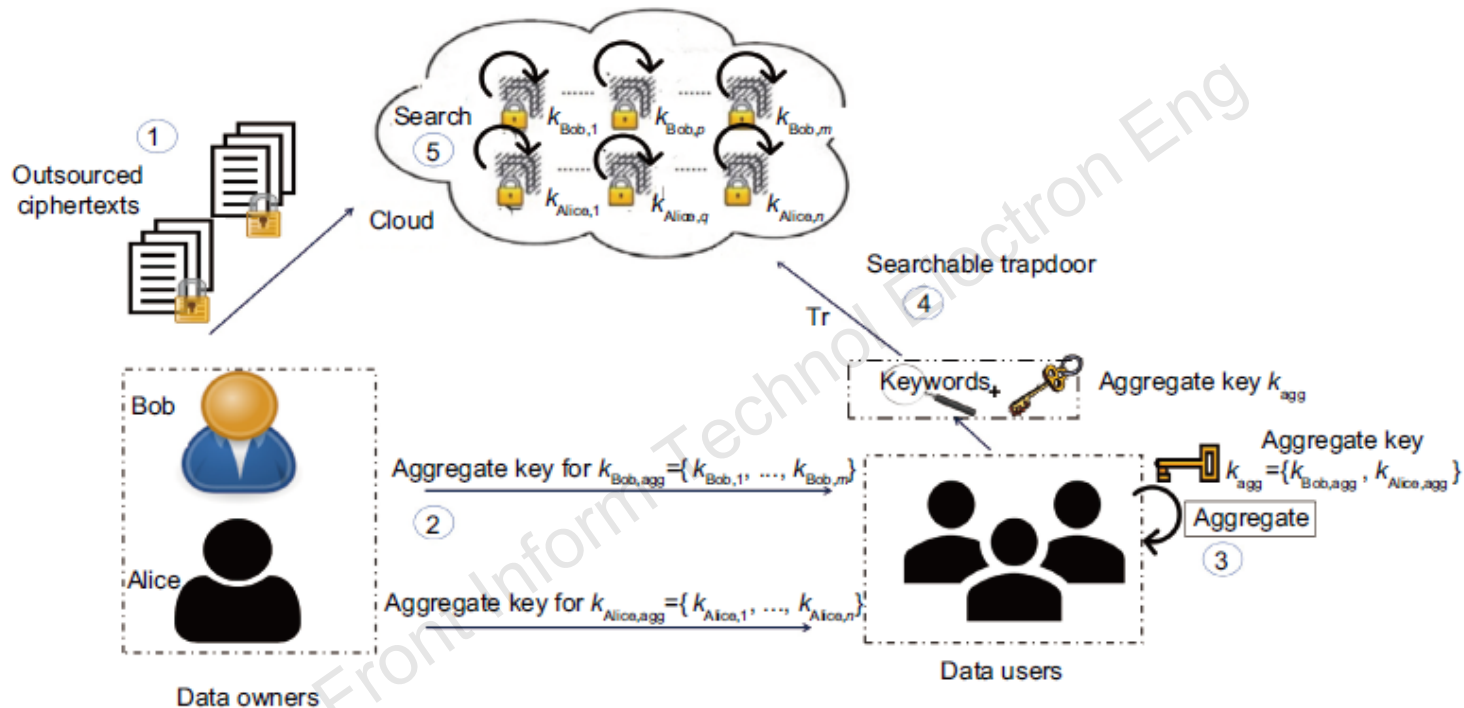 1
Outsourced
ciphertexts
Search
5
Cloud
k_Bob,1
k_Bob,p
k_Bob,m
k_Alice,1
k_Alice,q
k_Alice,n
Searchable trapdoor
4
Tr
Keywords+
Aggregate key k_agg
Bob
Alice
Data owners
Aggregate key for k_Bob,agg={ k_Bob,1, ..., k_Bob,m}
2
Aggregate key for k_Alice,agg={ k_Alice,1, ..., k_Alice,n}
Aggregate key
k_agg={k_Bob,agg , k_Alice,agg }
Aggregate
3
Data users
Front Inform Technol Electron Eng